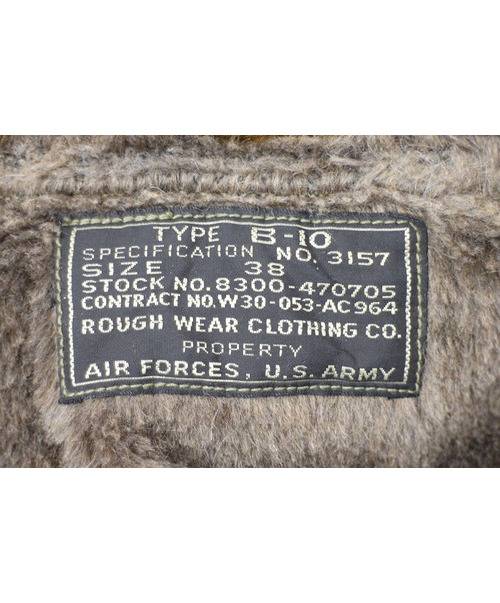 TYPE B-10
SPECIFICATION NO. 3157
SIZE 38
STOCK NO. 8300-470705
CONTRACT NO. W30-053-AC964
ROUGH WEAR CLOTHING CO.
PROPERTY
AIR FORCES, U.S. ARMY